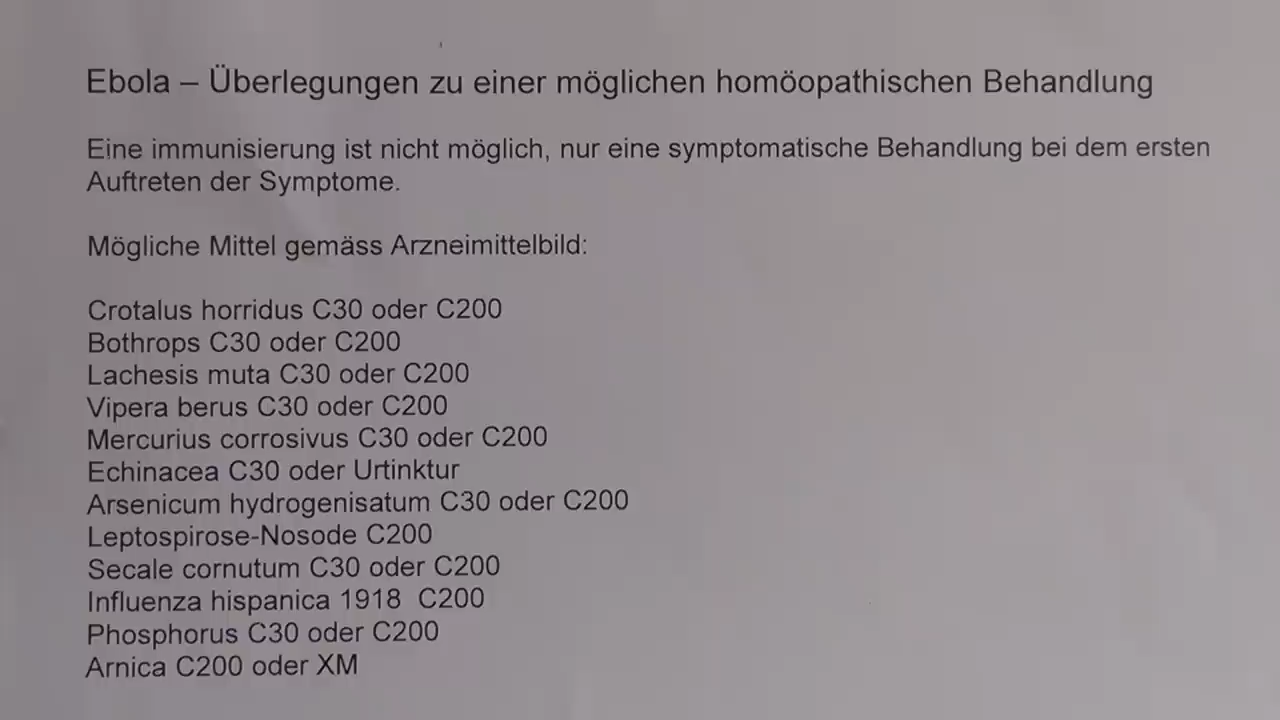 Ebola – Überlegungen zu einer möglichen homöopathischen Behandlung
Eine immunisierung ist nicht möglich, nur eine symptomatische Behandlung bei dem ersten
Auftreten der Symptome.
Mögliche Mittel gemäss Arzneimittelbild:
Crotalus horridus C30 oder C200
Bothrops C30 oder C200
Lachesis muta C30 oder C200
Vipera berus C30 oder C200
Mercurius corrosivus C30 oder C200
Echinacea C30 oder Urtinktur
Arsenicum hydrogenisatum C30 oder C200
Leptospirose-Nosode C200
Secale cornutum C30 oder C200
Influenza hispanica 1918  C200
Phosphorus C30 oder C200
Arnica C200 oder XM